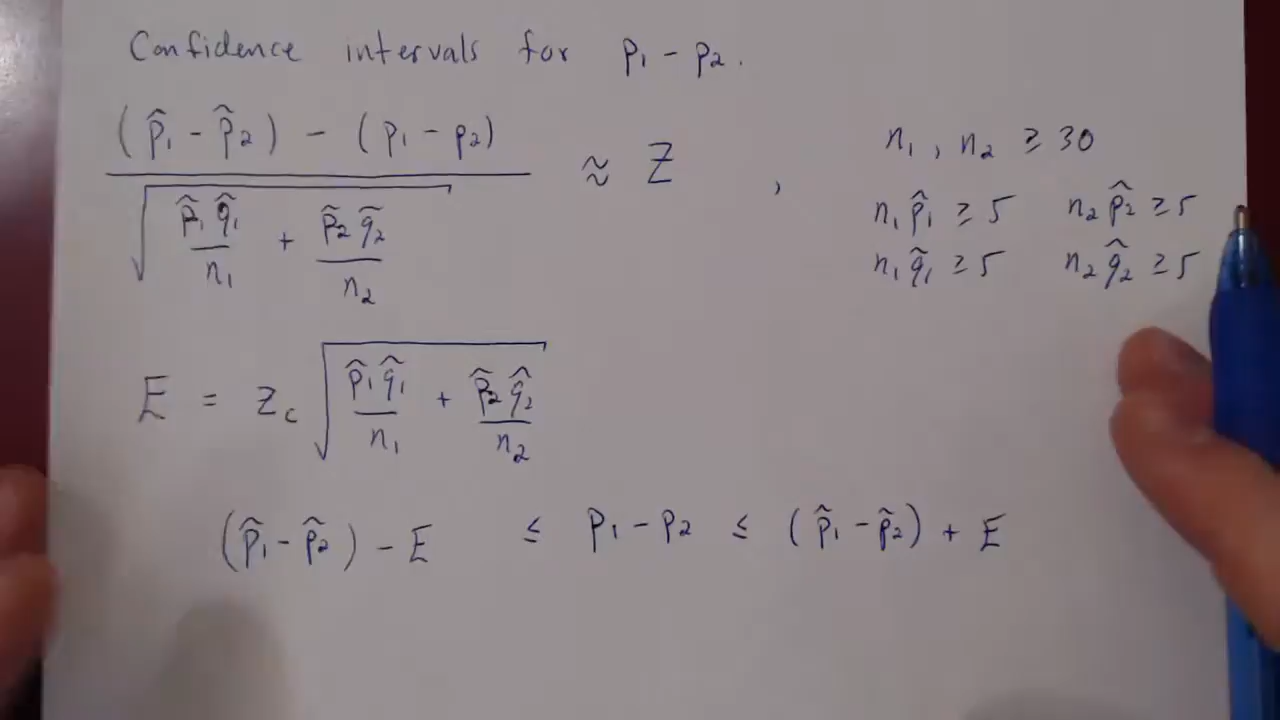 Confidence intervals for p₁ - p₂.
(p̂₁ - p̂₂) - (p₁ - p₂) / √(p̂₁q̂₁/n₁ + p̂₂q̂₂/n₂) ≈ Z ,
n₁, n₂ ≥ 30
n₁p̂₁ ≥ 5 n₂p̂₂ ≥ 5
n₁q̂₁ ≥ 5 n₂q̂₂ ≥ 5
E = z_c √(p̂₁q̂₁/n₁ + p̂₂q̂₂/n₂)
(p̂₁ - p̂₂) - E ≤ p₁ - p₂ ≤ (p̂₁ - p̂₂) + E